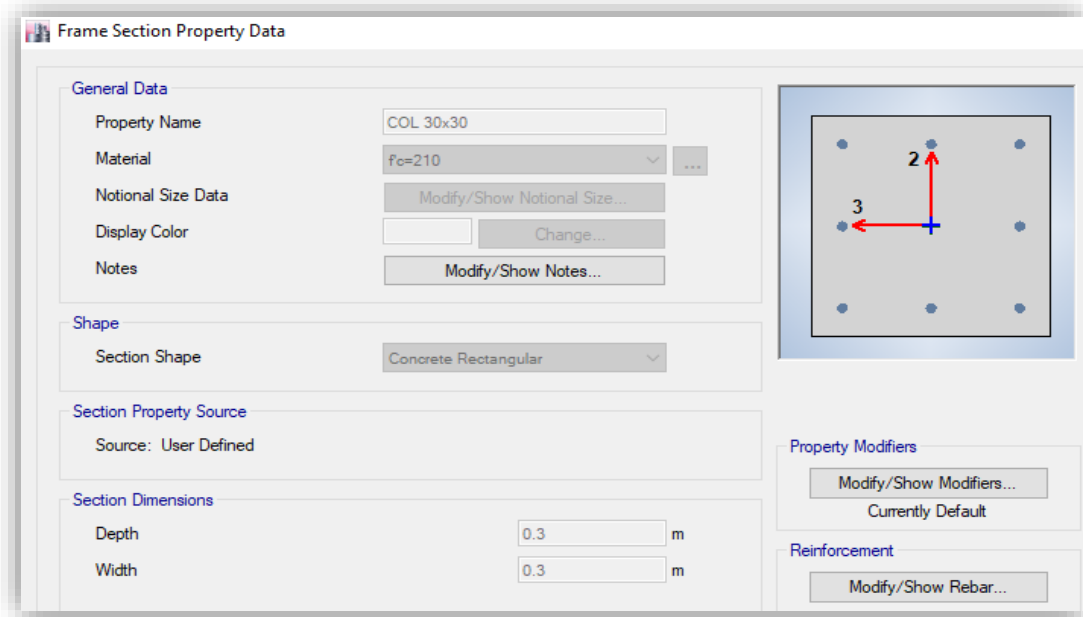 Frame Section Property Data
General Data
Property Name COL 30x30
Material f'c=210 ...
Notional Size Data Modify/Show Notional Size...
Display Color Change...
Notes Modify/Show Notes...
2
3
Shape
Section Shape Concrete Rectangular
Section Property Source
Source: User Defined
Property Modifiers
Modify/Show Modifiers...
Currently Default
Section Dimensions
Depth 0.3 m
Width 0.3 m
Reinforcement
Modify/Show Rebar...